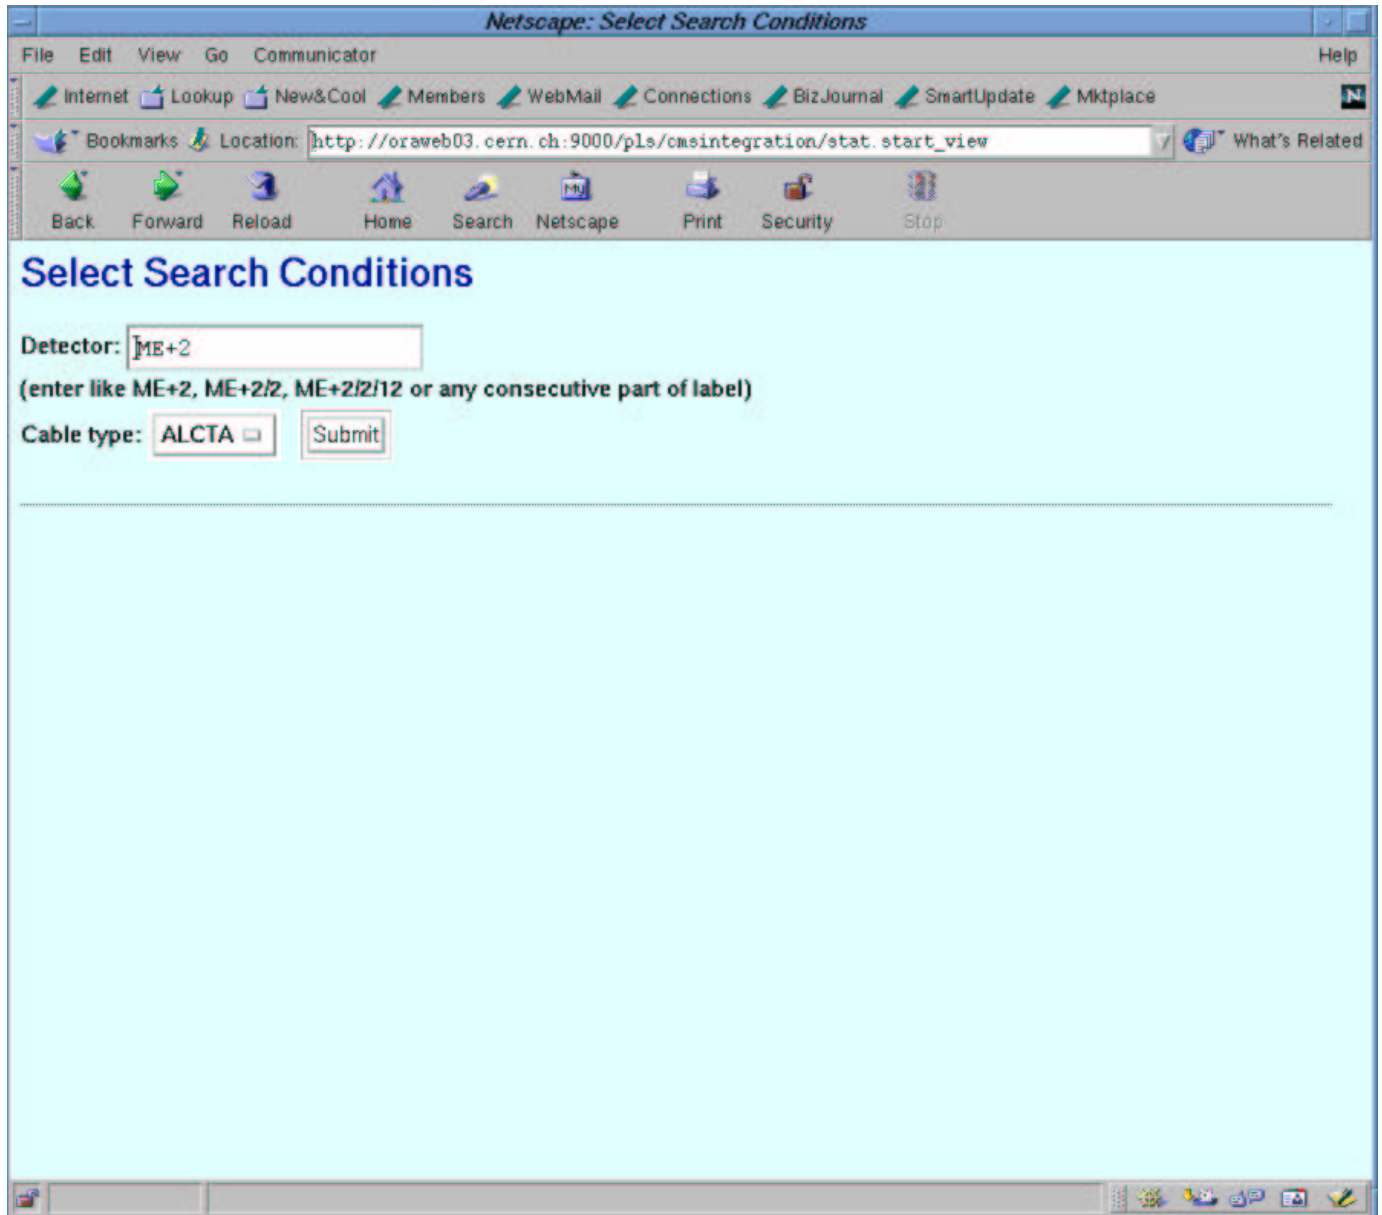 Netscape: Select Search Conditions
File Edit View Go Communicator Help
Internet Lookup New&Cool Members WebMail Connections BizJournal SmartUpdate Mktplace N
Bookmarks Location: http://oraweb03.cern.ch:9000/pls/cmsintegration/stat.start_view What's Related
My
Back Forward Reload Home Search Netscape Print Security Stop
Select Search Conditions
Detector: ME+2
(enter like ME+2, ME+2/2, ME+2/2/12 or any consecutive part of label)
Cable type: ALCTA Submit